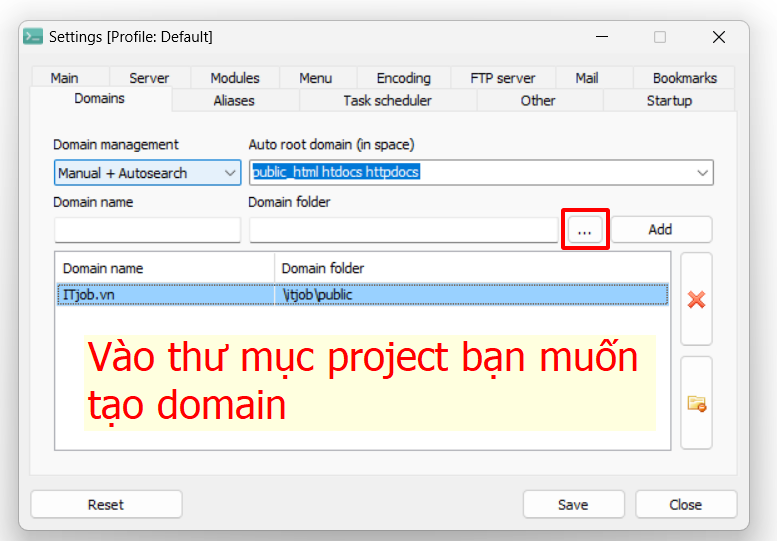 Settings [Profile: Default]
Main Server Modules Menu Encoding FTP server Mail Bookmarks
Domains Aliases Task scheduler Other Startup
Domain management Auto root domain (in space)
Manual + Autosearch public_html htdocs httpdocs
Domain name Domain folder
... Add
Domain name Domain folder
ITjob.vn \itjob\public
Vào thư mục project bạn muốn
tạo domain
Reset Save Close